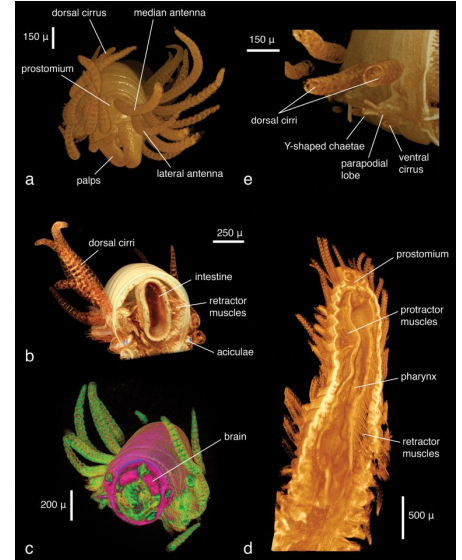 dorsal cirrus
median antenna
150 µ
prostomium
lateral antenna
palps
a
150 µ
dorsal cirri
Y-shaped chaetae
parapodial
lobe
ventral
cirrus
e
dorsal cirri
250 µ
intestine
retractor
muscles
aciculae
b
brain
200 µ
c
prostomium
protractor
muscles
pharynx
retractor
muscles
500 µ
d